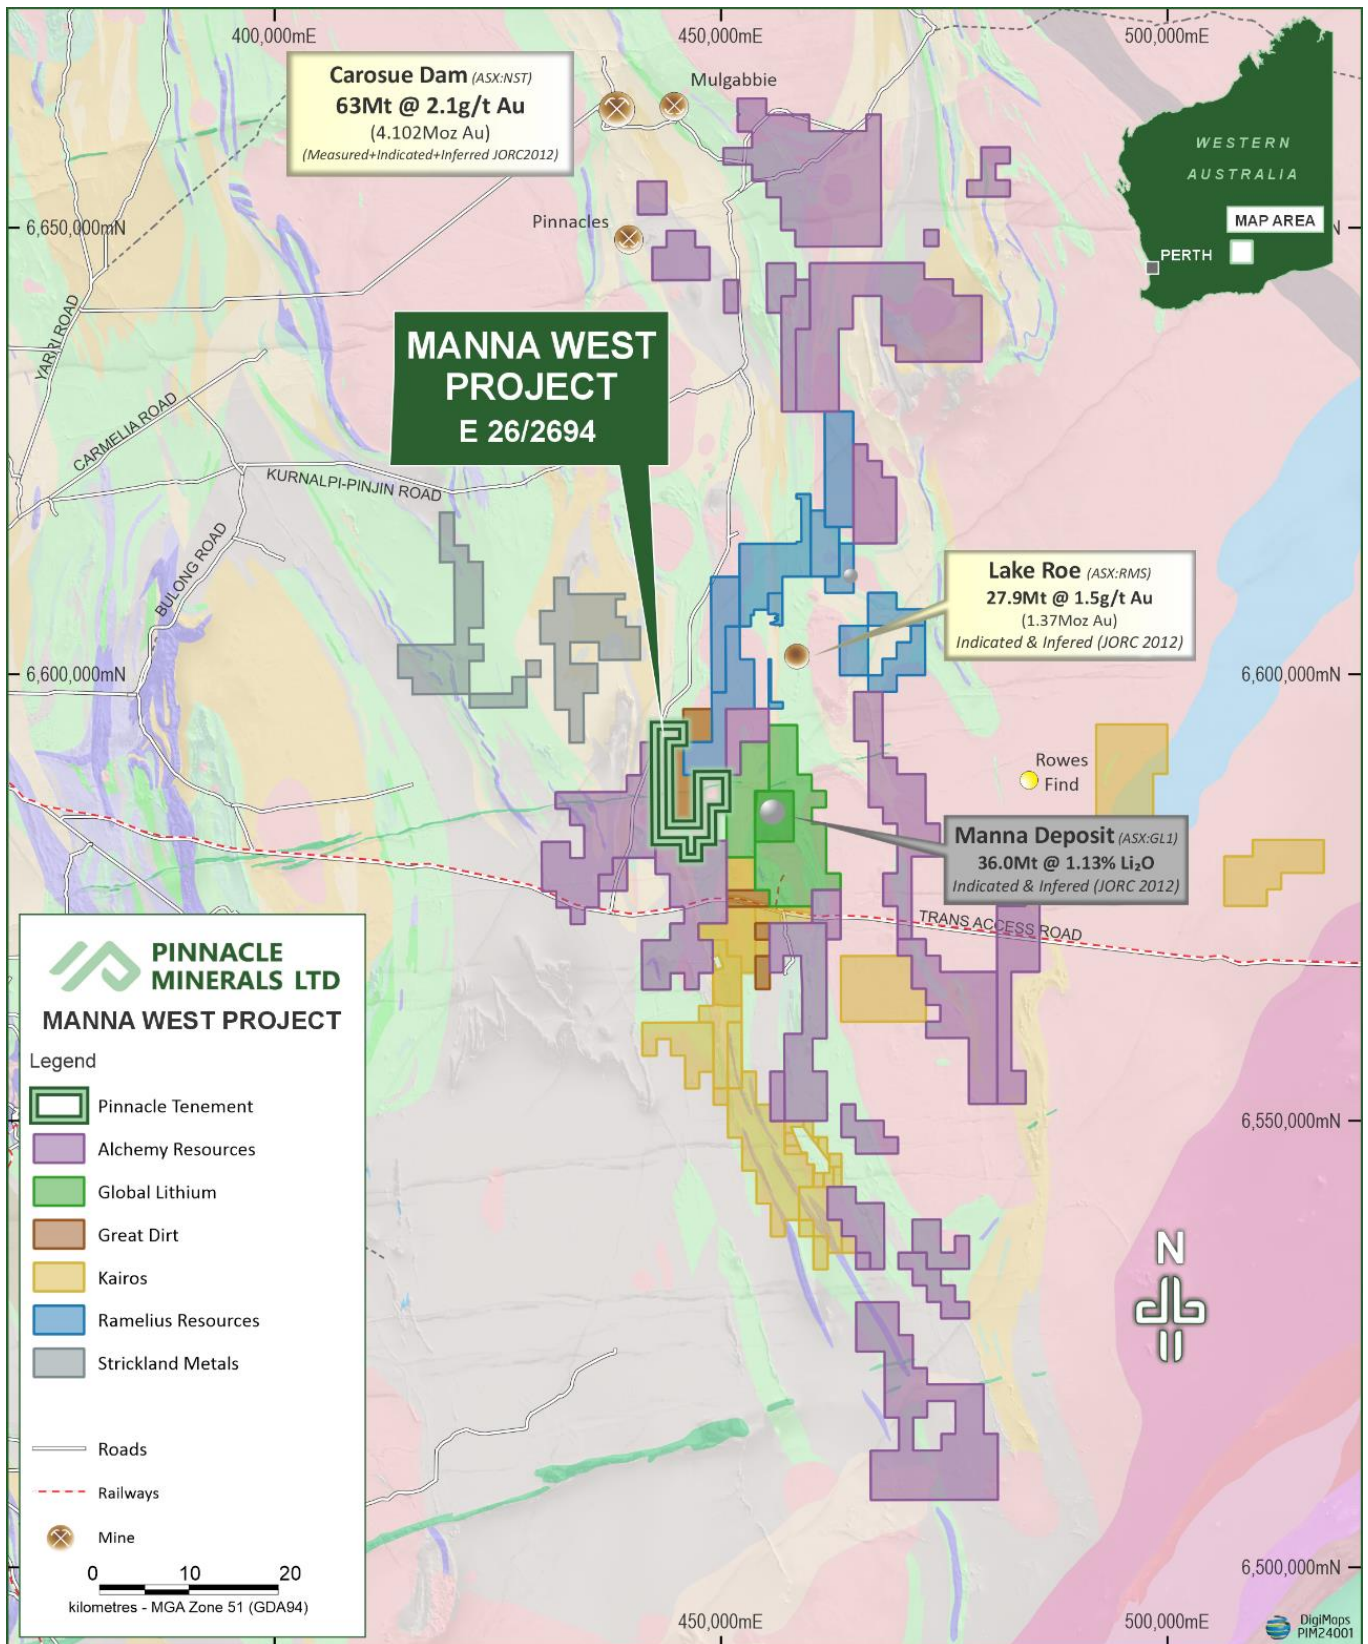 400,000mE
450,000mE
500,000mE
Carosue Dam (ASX:NST)
63Mt @ 2.1g/t Au
(4.102Moz Au)
(Measured+Indicated+Inferred JORC2012)
Mulgabbie
WESTERN
AUSTRALIA
MAP AREA
PERTH
6,650,000mN
N
Pinnacles
YARRI ROAD
MANNA WEST
PROJECT
E 26/2694
CARMELIA ROAD
KURNALPI-PINJIN ROAD
BULONG ROAD
Lake Roe (ASX:RMS)
27.9Mt @ 1.5g/t Au
(1.37Moz Au)
Indicated & Infered (JORC 2012)
6,600,000mN
6,600,000mN
Rowes
Find
Manna Deposit (ASX:GL1)
36.0Mt @ 1.13% Li₂O
Indicated & Infered (JORC 2012)
TRANS ACCESS ROAD
PINNACLE
MINERALS LTD
MANNA WEST PROJECT
Legend
Pinnacle Tenement
Alchemy Resources
Global Lithium
Great Dirt
Kairos
Ramelius Resources
Strickland Metals
Roads
Railways
Mine
0 10 20
kilometres - MGA Zone 51 (GDA94)
6,550,000mN
N
6,500,000mN
450,000mE
500,000mE
DigiMaps
PIM24001